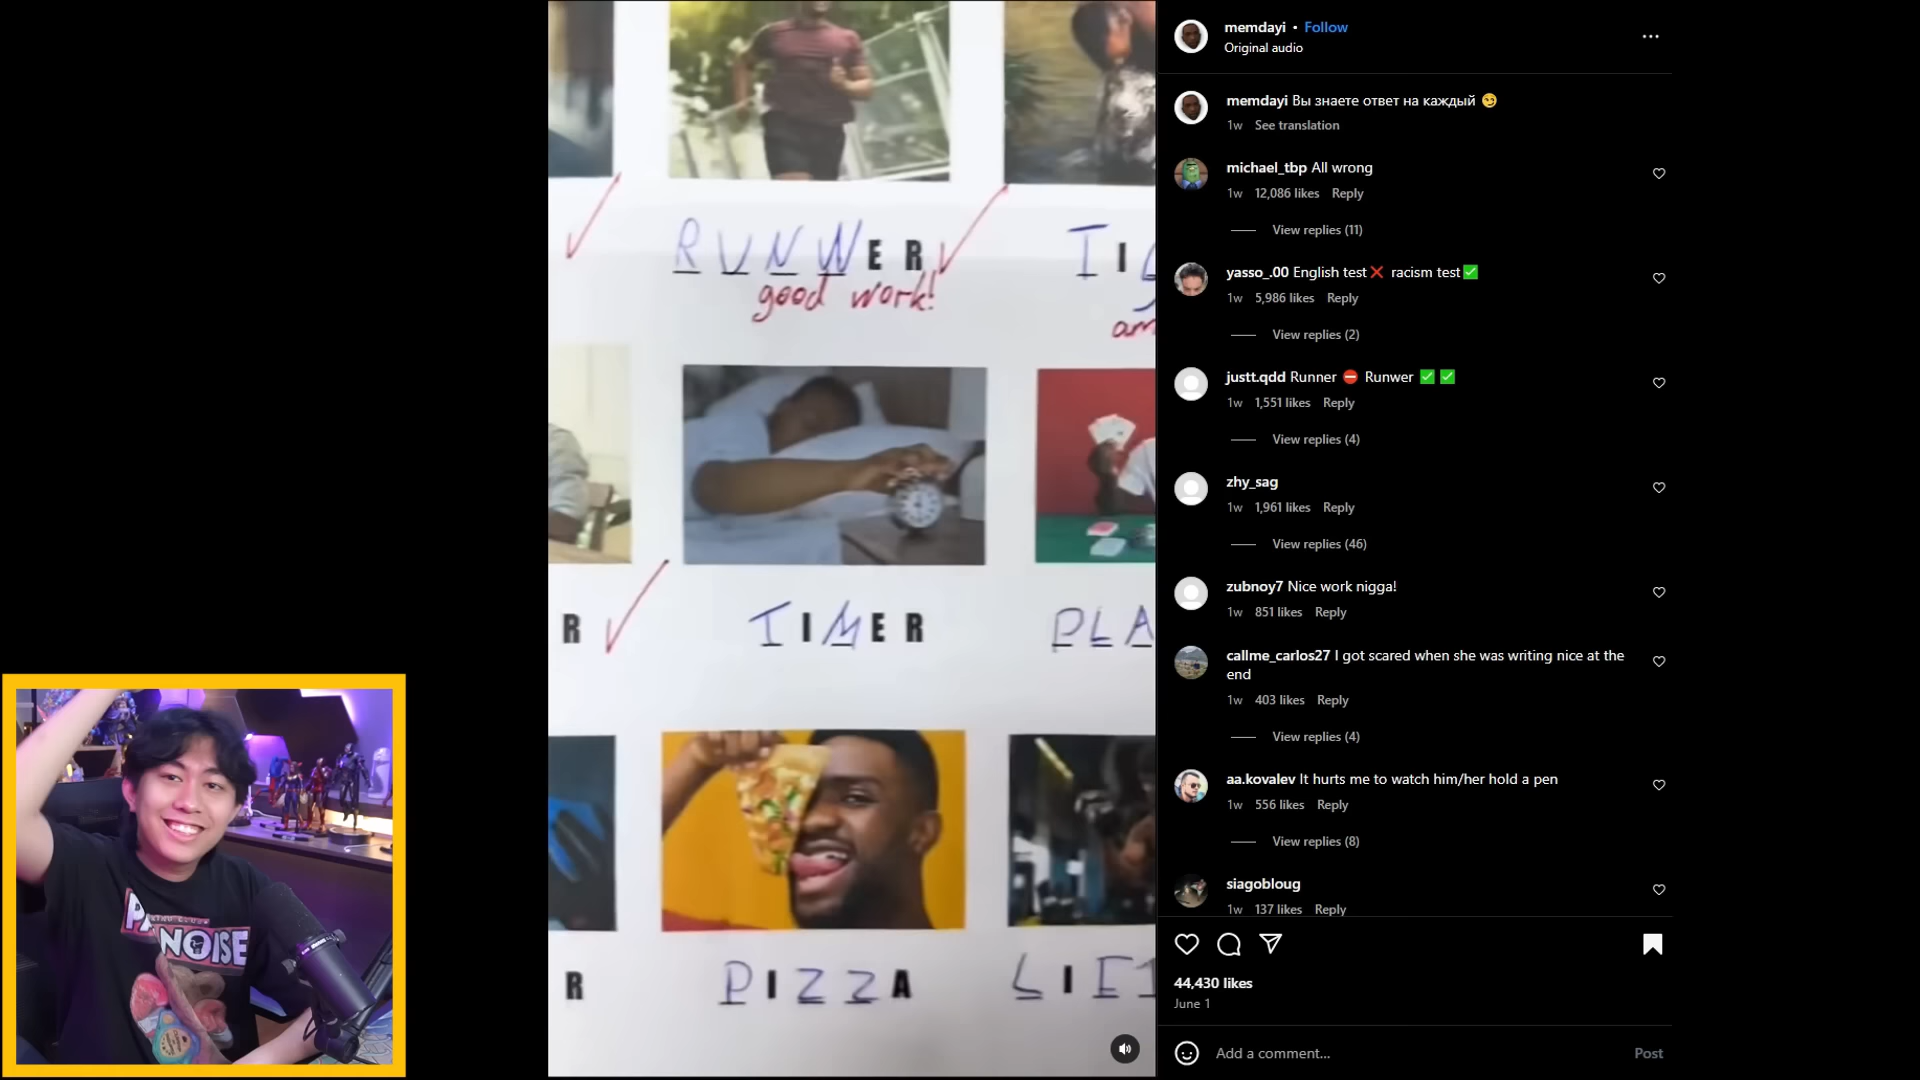 memdayi • Follow
Original audio
memdayi Вы знаете ответ на каждый 😏
1w See translation
michael_tbp All wrong
1w 12,086 likes Reply
View replies (11)
yasso_.00 English test❌ racism test✅
1w 5,986 likes Reply
View replies (2)
justt.qdd Runner ⛔ Runwer ✅ ✅
1w 1,551 likes Reply
View replies (4)
zhy_sag
1w 1,961 likes Reply
View replies (46)
zubnoy7 Nice work nigga!
1w 851 likes Reply
callme_carlos27 I got scared when she was writing nice at the
end
1w 403 likes Reply
View replies (4)
aa.kovalev It hurts me to watch him/her hold a pen
1w 556 likes Reply
View replies (8)
siagobloug
1w 137 likes Reply
44,430 likes
June 1
Add a comment... Post
RUNWER
good work!
R TIMER PLA
R PIZZA
NOISE